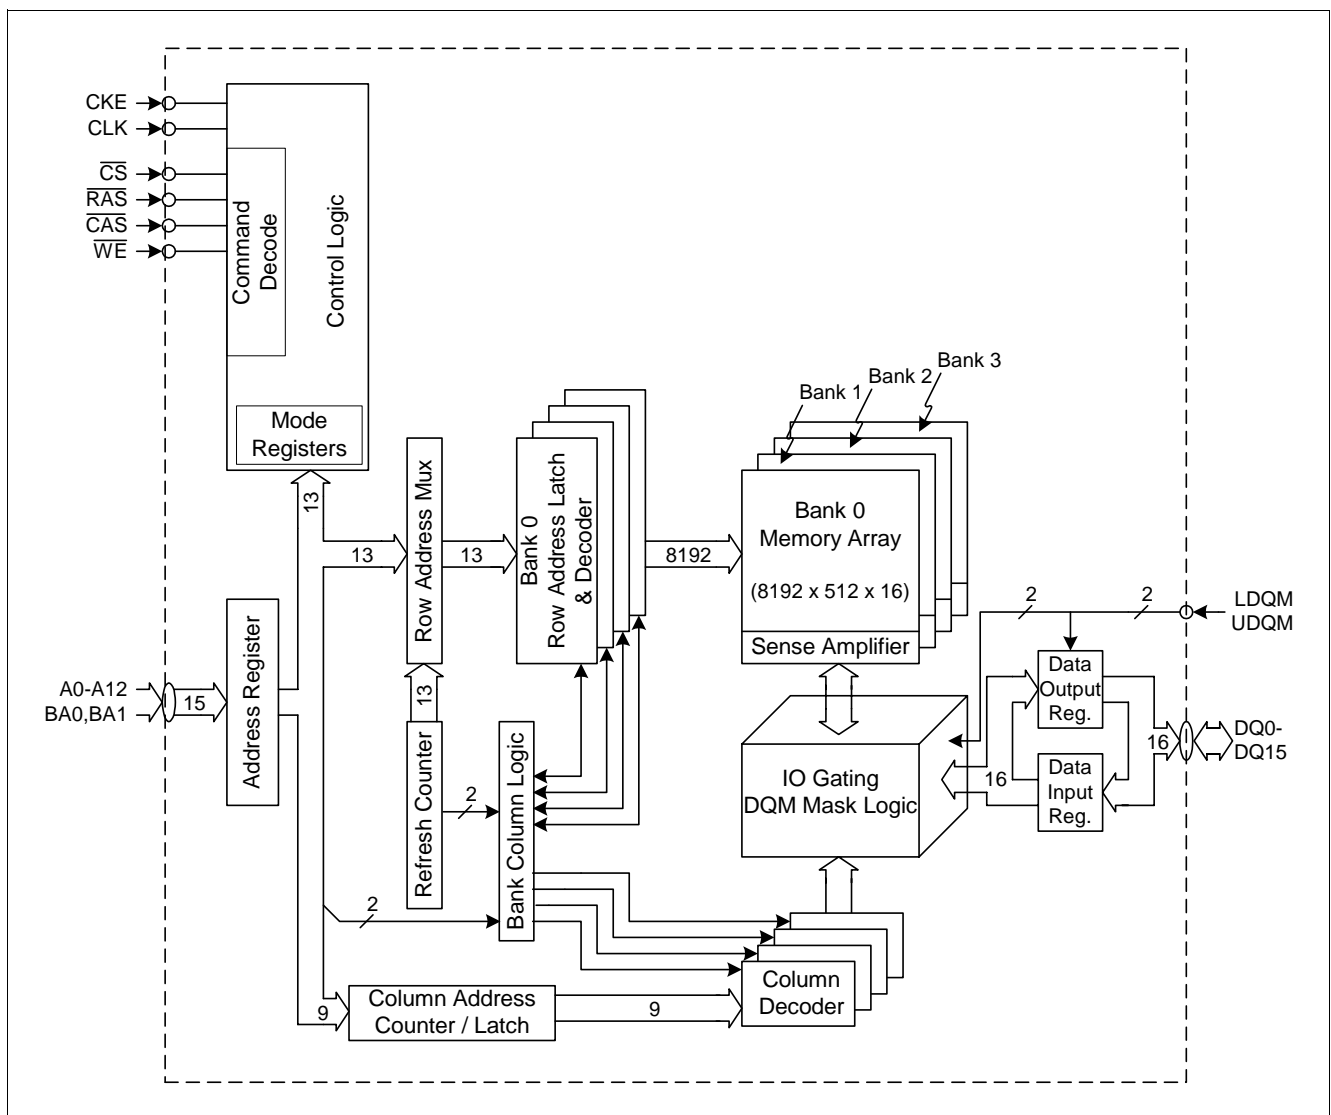 CKE
CLK
CS
RAS
CAS
WE
Command
Decode
Control Logic
Mode
Registers
13
Bank 3
Bank 2
Bank 1
13
Row Address Mux
13
Bank 0
Row Address Latch
& Decoder
8192
Bank 0
Memory Array
(8192 x 512 x 16)
Sense Amplifier
2
2
LDQM
UDQM
A0-A12
BA0,BA1
15
Address Register
13
Refresh Counter
2
Bank Column Logic
2
IO Gating
DQM Mask Logic
16
Data
Output
Reg.
Data
Input
Reg.
16
DQ0-
DQ15
9
Column Address
Counter / Latch
9
Column
Decoder